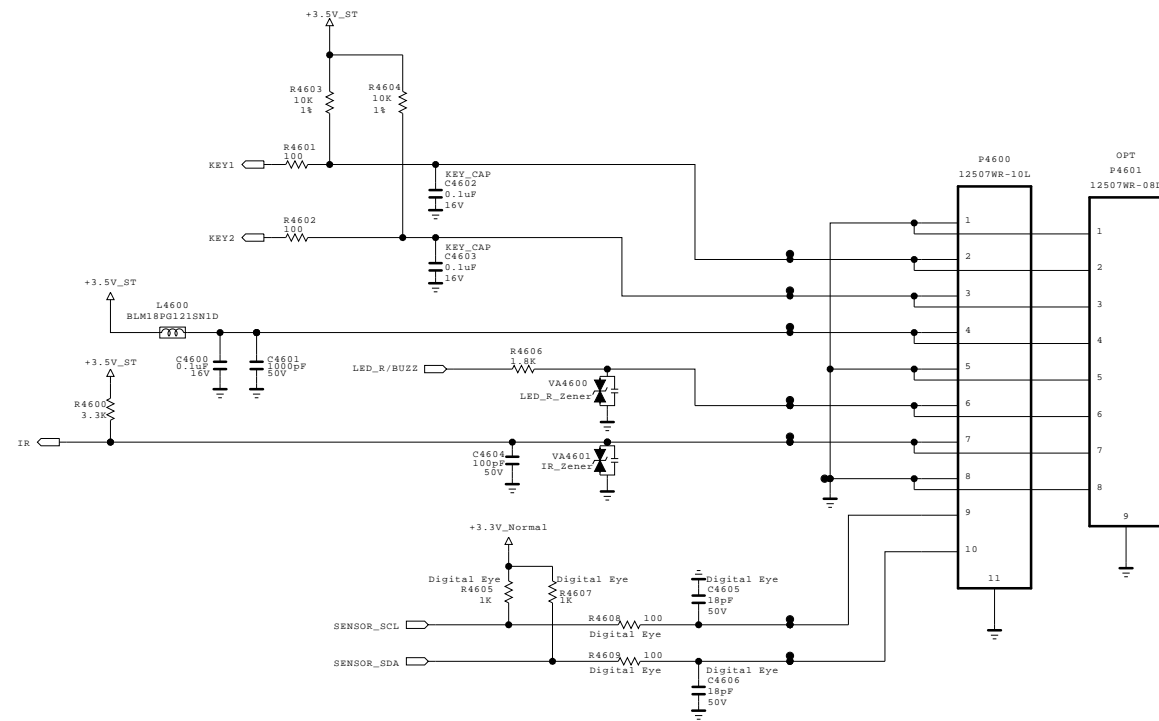 +3.5V_ST
R4603
10K
1%
R4604
10K
1%
R4601
100
KEY1
KEY_CAP
C4602
0.1uF
16V
R4602
100
KEY2
KEY_CAP
C4603
0.1uF
16V
P4600
12507WR-10L
OPT
P4601
12507WR-08L
1
2
3
4
5
6
7
8
9
10
11
1
2
3
4
5
6
7
8
9
+3.5V_ST
L4600
BLM18PG121SN1D
C4600
0.1uF
16V
C4601
1000pF
50V
+3.5V_ST
R4600
3.3K
IR
LED_R/BUZZ
R4606
1.8K
VA4600
LED_R_Zener
C4604
100pF
50V
VA4601
IR_Zener
+3.3V_Normal
Digital Eye
R4605
1K
Digital Eye
R4607
1K
Digital Eye
C4605
18pF
50V
SENSOR_SCL
R4608 100
Digital Eye
SENSOR_SDA
R4609 100
Digital Eye
Digital Eye
C4606
18pF
50V